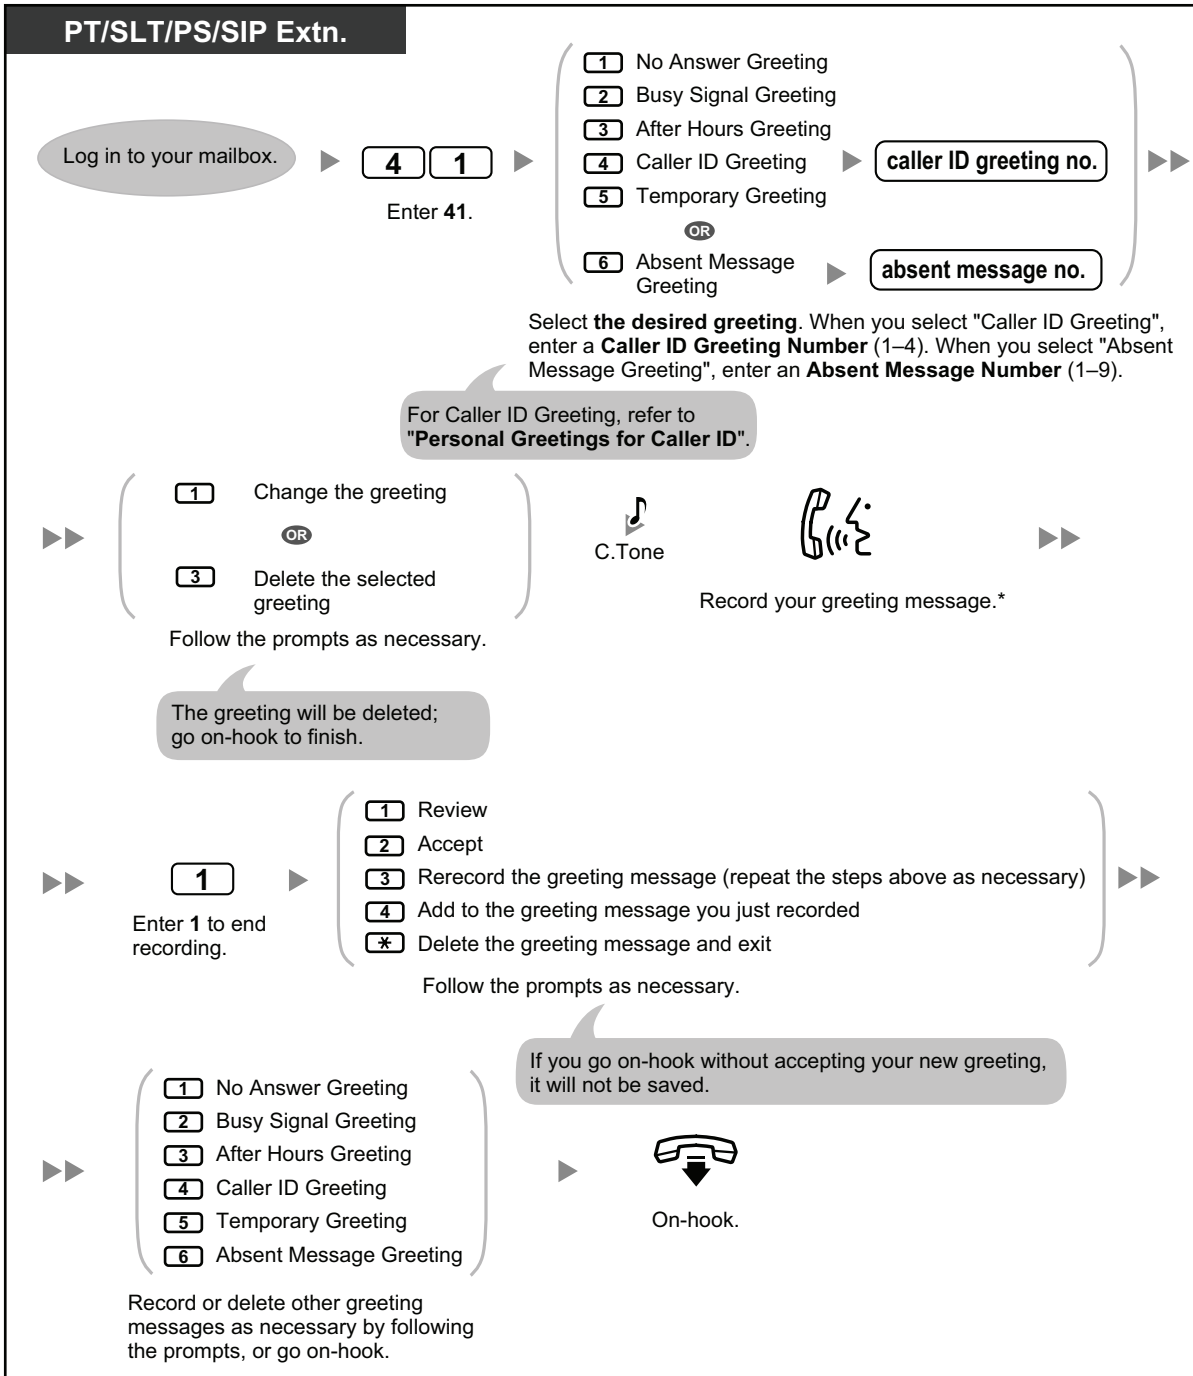 PT/SLT/PS/SIP Extn.
Log in to your mailbox.
4 1
Enter 41.
1 No Answer Greeting
2 Busy Signal Greeting
3 After Hours Greeting
4 Caller ID Greeting
caller ID greeting no.
5 Temporary Greeting
OR
6 Absent Message
Greeting
absent message no.
Select the desired greeting. When you select "Caller ID Greeting",
enter a Caller ID Greeting Number (1–4). When you select "Absent
Message Greeting", enter an Absent Message Number (1–9).
For Caller ID Greeting, refer to
"Personal Greetings for Caller ID".
1 Change the greeting
OR
3 Delete the selected
greeting
Follow the prompts as necessary.
The greeting will be deleted;
go on-hook to finish.
C.Tone
Record your greeting message.*
1
Enter 1 to end
recording.
1 Review
2 Accept
3 Rerecord the greeting message (repeat the steps above as necessary)
4 Add to the greeting message you just recorded
* Delete the greeting message and exit
Follow the prompts as necessary.
If you go on-hook without accepting your new greeting,
it will not be saved.
1 No Answer Greeting
2 Busy Signal Greeting
3 After Hours Greeting
4 Caller ID Greeting
5 Temporary Greeting
6 Absent Message Greeting
Record or delete other greeting
messages as necessary by following
the prompts, or go on-hook.
On-hook.